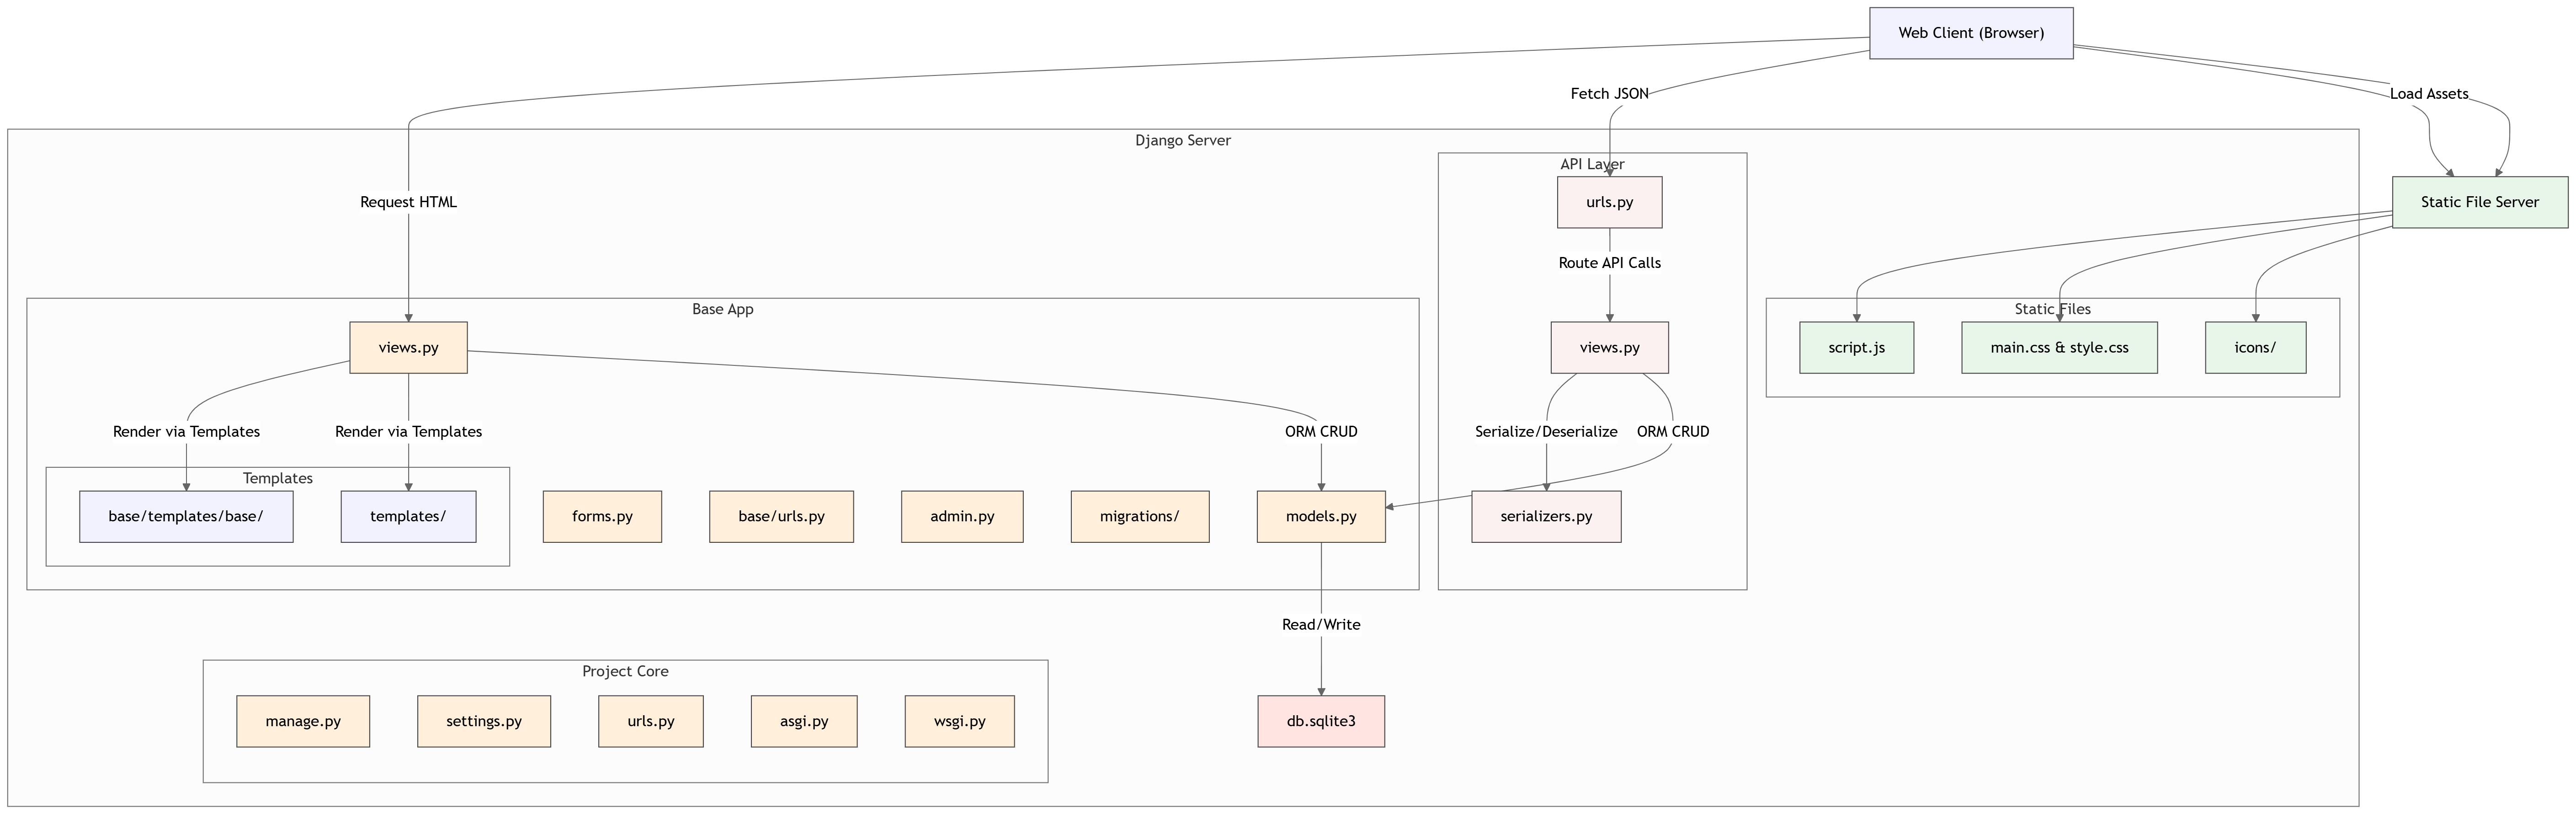 Web Client (Browser)
Fetch JSON
Load Assets
Django Server
API Layer
Request HTML
urls.py
Static File Server
Route API Calls
Base App
Static Files
views.py
views.py
script.js
main.css & style.css
icons/
Render via Templates
Render via Templates
ORM CRUD
Serialize/Deserialize
ORM CRUD
Templates
base/templates/base/
templates/
forms.py
base/urls.py
admin.py
migrations/
models.py
serializers.py
Read/Write
Project Core
manage.py
settings.py
urls.py
asgi.py
wsgi.py
db.sqlite3